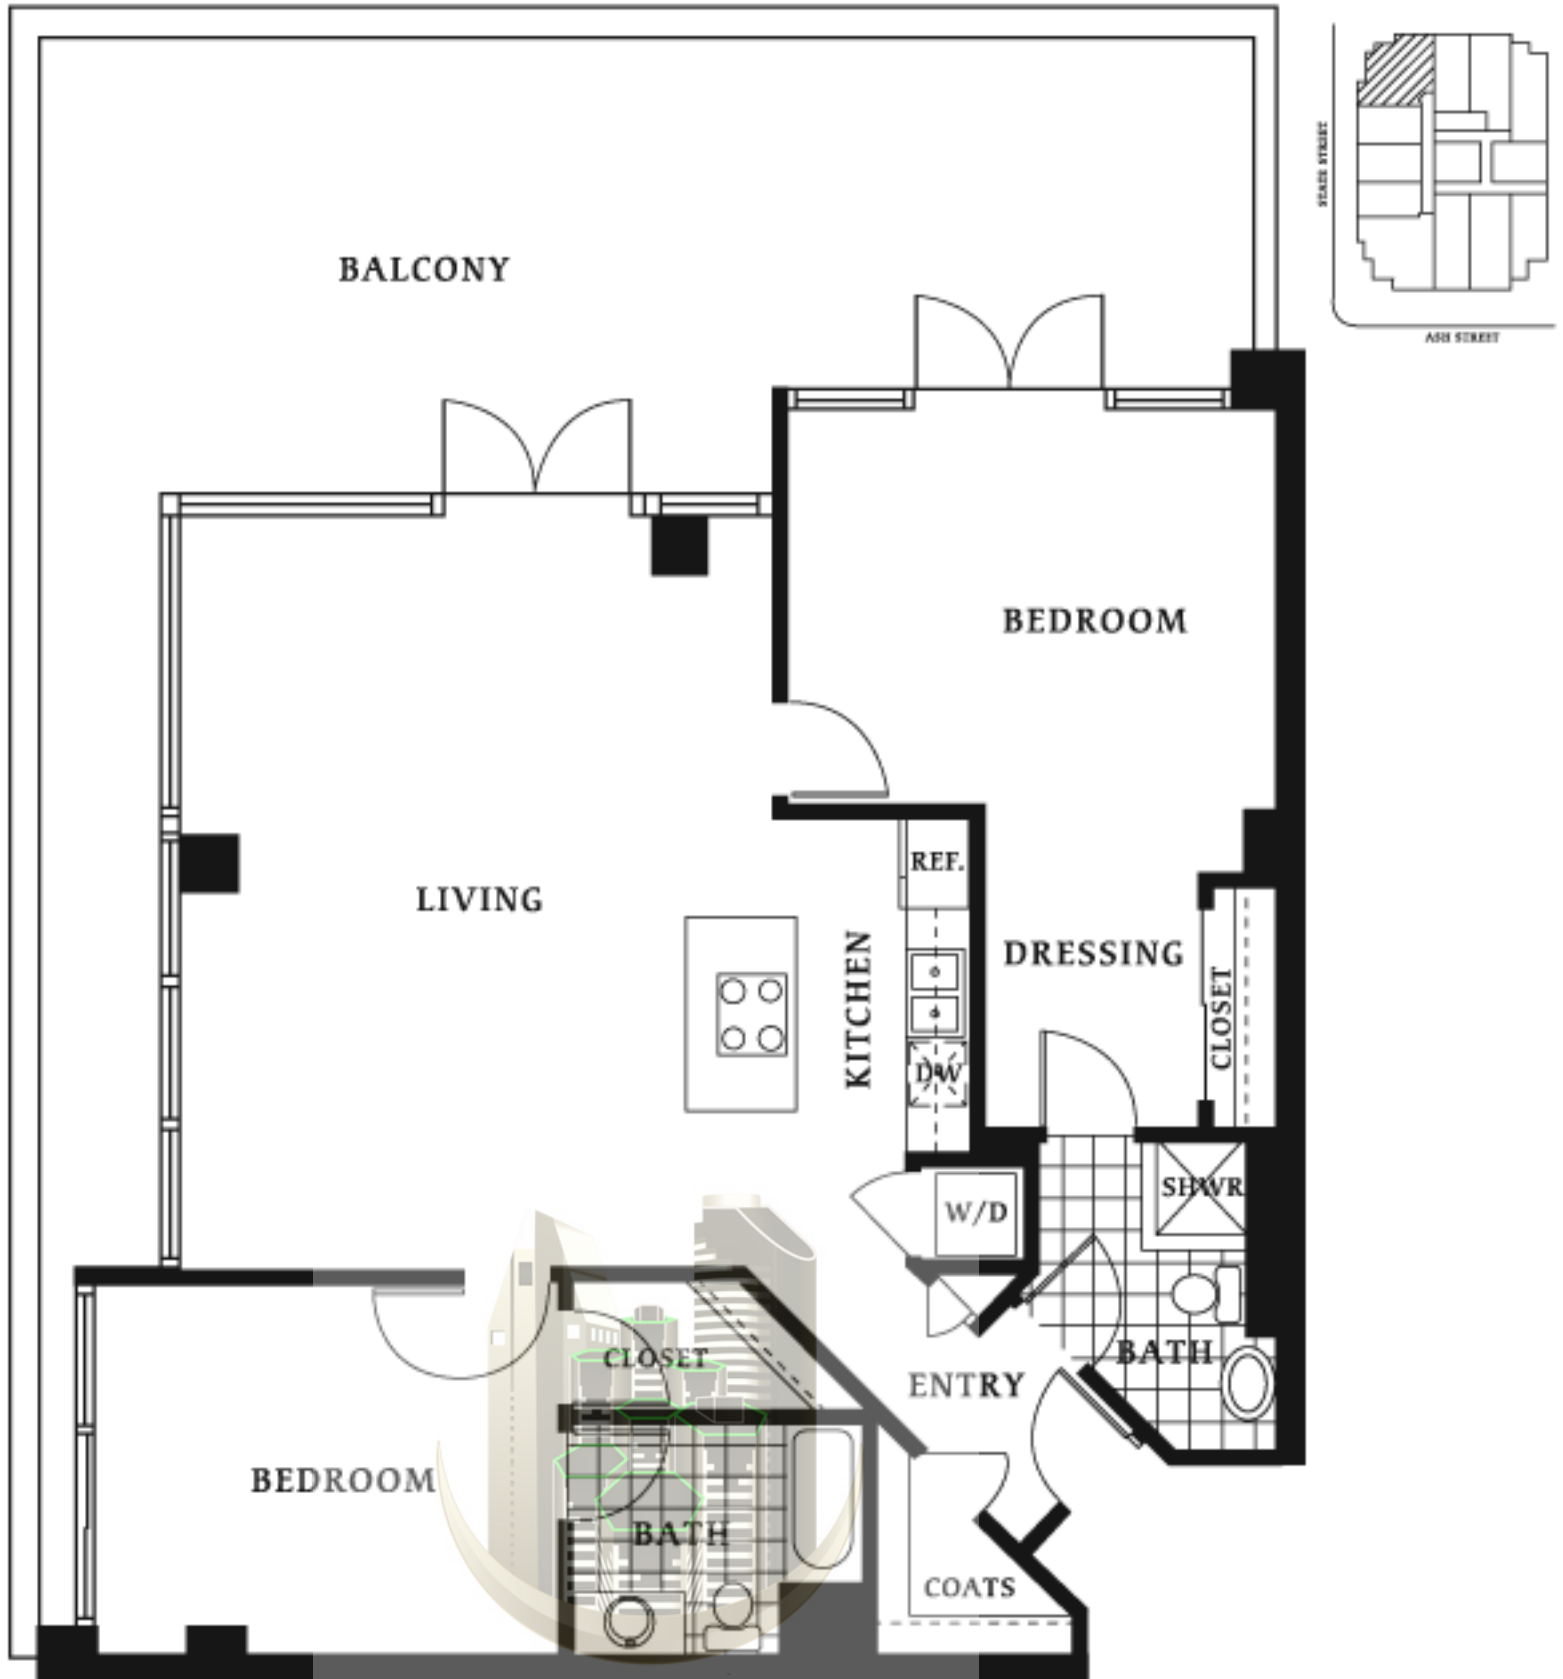 STATE STREET
ASH STREET
BALCONY
BEDROOM
LIVING
REF.
KITCHEN
DRESSING
CLOSET
DW
SHWR
W/D
CLOSET
BATH
ENTRY
BEDROOM
BATH
COATS